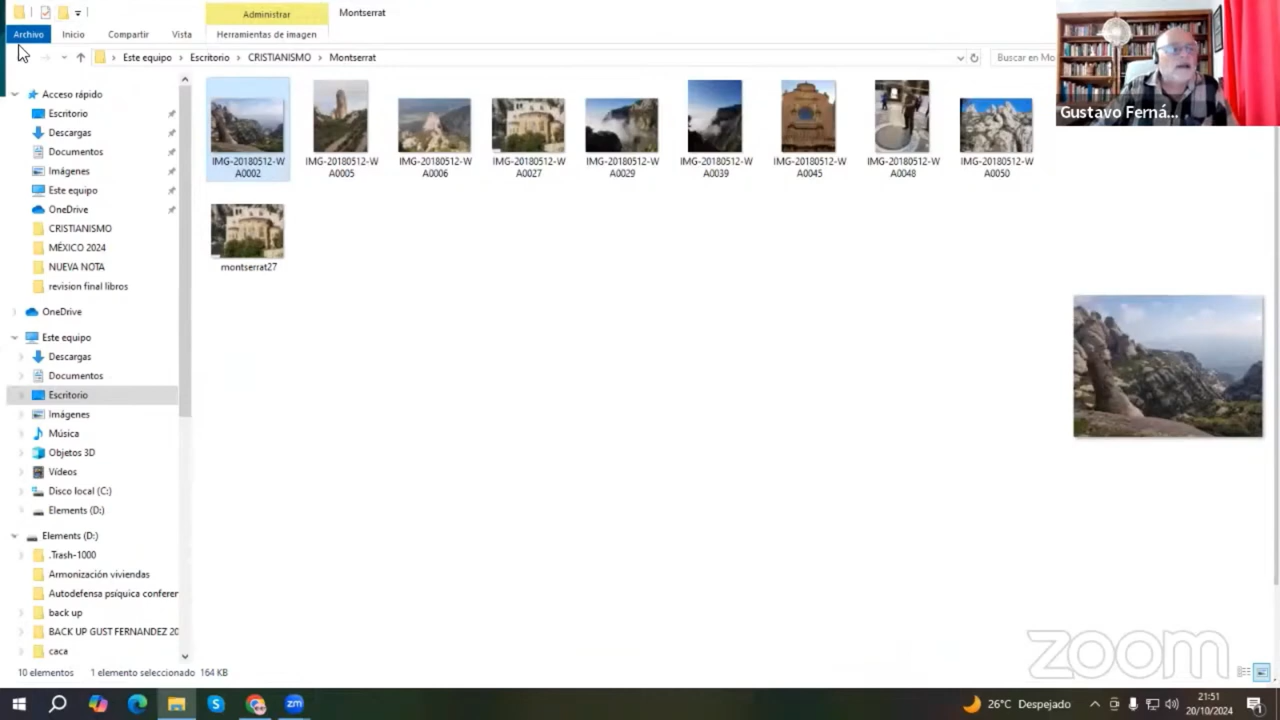 Administrar
Montserrat
Archivo
Inicio
Compartir
Vista
Herramientas de imagen
Este equipo
Escritorio
CRISTIANISMO
Montserrat
Buscar en Mo
Gustavo Ferná...
Acceso rápido
Escritorio
Descargas
Documentos
Imágenes
Este equipo
OneDrive
CRISTIANISMO
MÉXICO 2024
NUEVA NOTA
revision final libros
OneDrive
Este equipo
Descargas
Documentos
Escritorio
Imágenes
Música
Objetos 3D
Vídeos
Disco local (C:)
Elements (D:)
Elements (D:)
.Trash-1000
Armonización viviendas
Autodefensa psíquica conferer
back up
BACK UP GUST FERNANDEZ 20
caca
IMG-20180512-W
A0002
IMG-20180512-W
A0005
IMG-20180512-W
A0006
IMG-20180512-W
A0027
IMG-20180512-W
A0029
IMG-20180512-W
A0039
IMG-20180512-W
A0045
IMG-20180512-W
A0048
IMG-20180512-W
A0050
montserrat27
10 elementos
1 elemento seleccionado
164 KB
zoom
26°C Despejado
21:51
20/10/2024